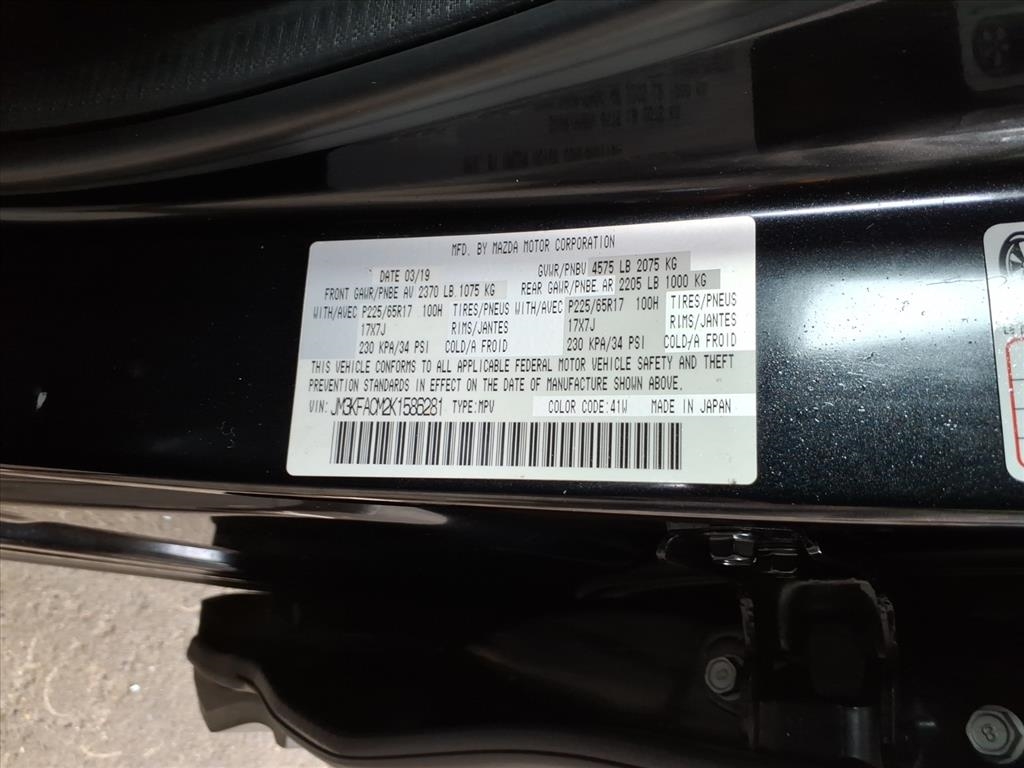 MFD. BY MAZDA MOTOR CORPORATION
DATE 03/19 GVWR/PNBV 4575 LB 2075 KG
FRONT GAWR/PNBE AV 2370 LB 1075 KG REAR GAWR/PNBE AR 2205 LB 1000 KG
WITH/AVEC P225/65R17 100H TIRES/PNEUS WITH/AVEC P225/65R17 100H TIRES/PNEUS
17X7J RIMS/JANTES 17X7J RIMS/JANTES
230 KPA/34 PSI COLD/A FROID 230 KPA/34 PSI COLD/A FROID
THIS VEHICLE CONFORMS TO ALL APPLICABLE FEDERAL MOTOR VEHICLE SAFETY AND THEFT
PREVENTION STANDARDS IN EFFECT ON THE DATE OF MANUFACTURE SHOWN ABOVE.
VIN: JM3KFACM2K1585281 TYPE:MPV COLOR CODE:41W MADE IN JAPAN
8